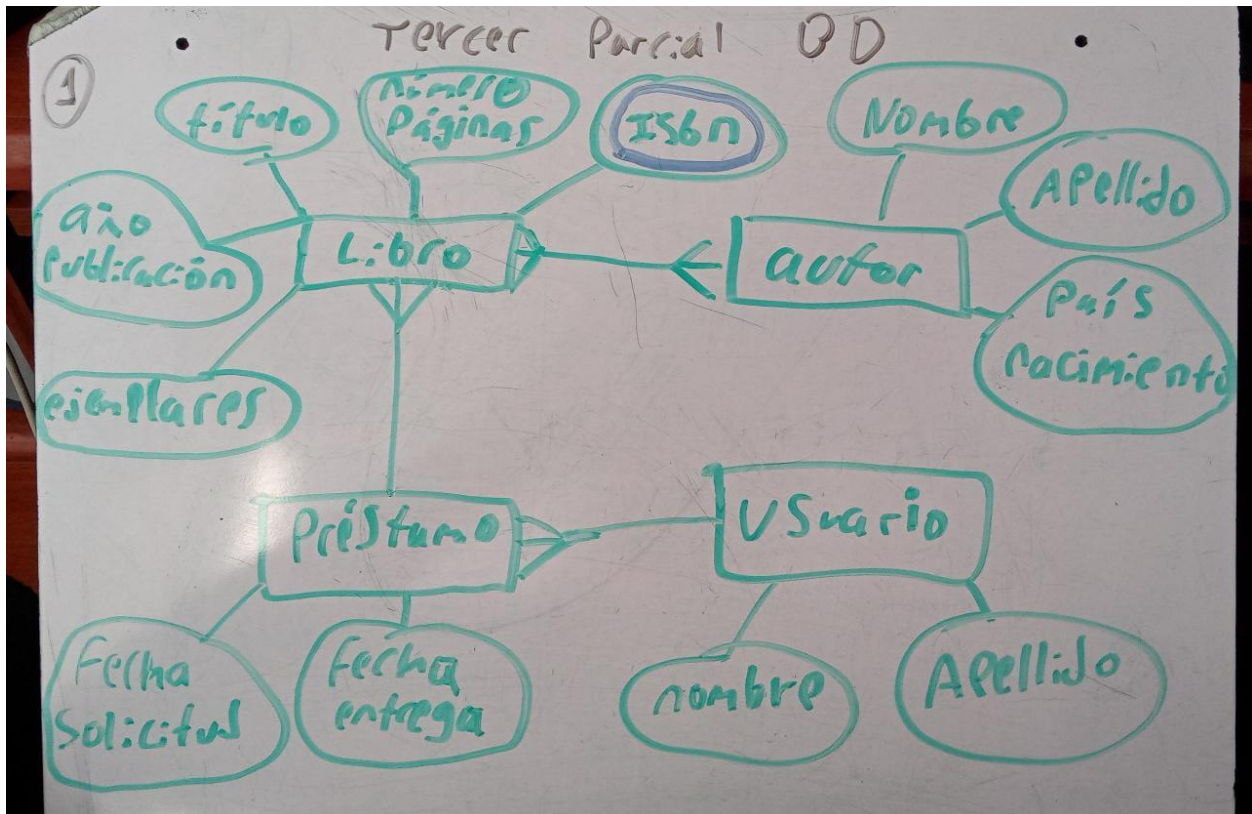 Tercer Parcial BD
1
título
número
Páginas
ISbn
Nombre
Apellido
año
publicación
Libro
autor
País
nacimiento
ejemplares
Préstamo
Usuario
Fecha
Solicitud
Fecha
entrega
nombre
Apellido